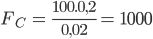 F_C = \frac{100.0,2}{0,02} = 1000